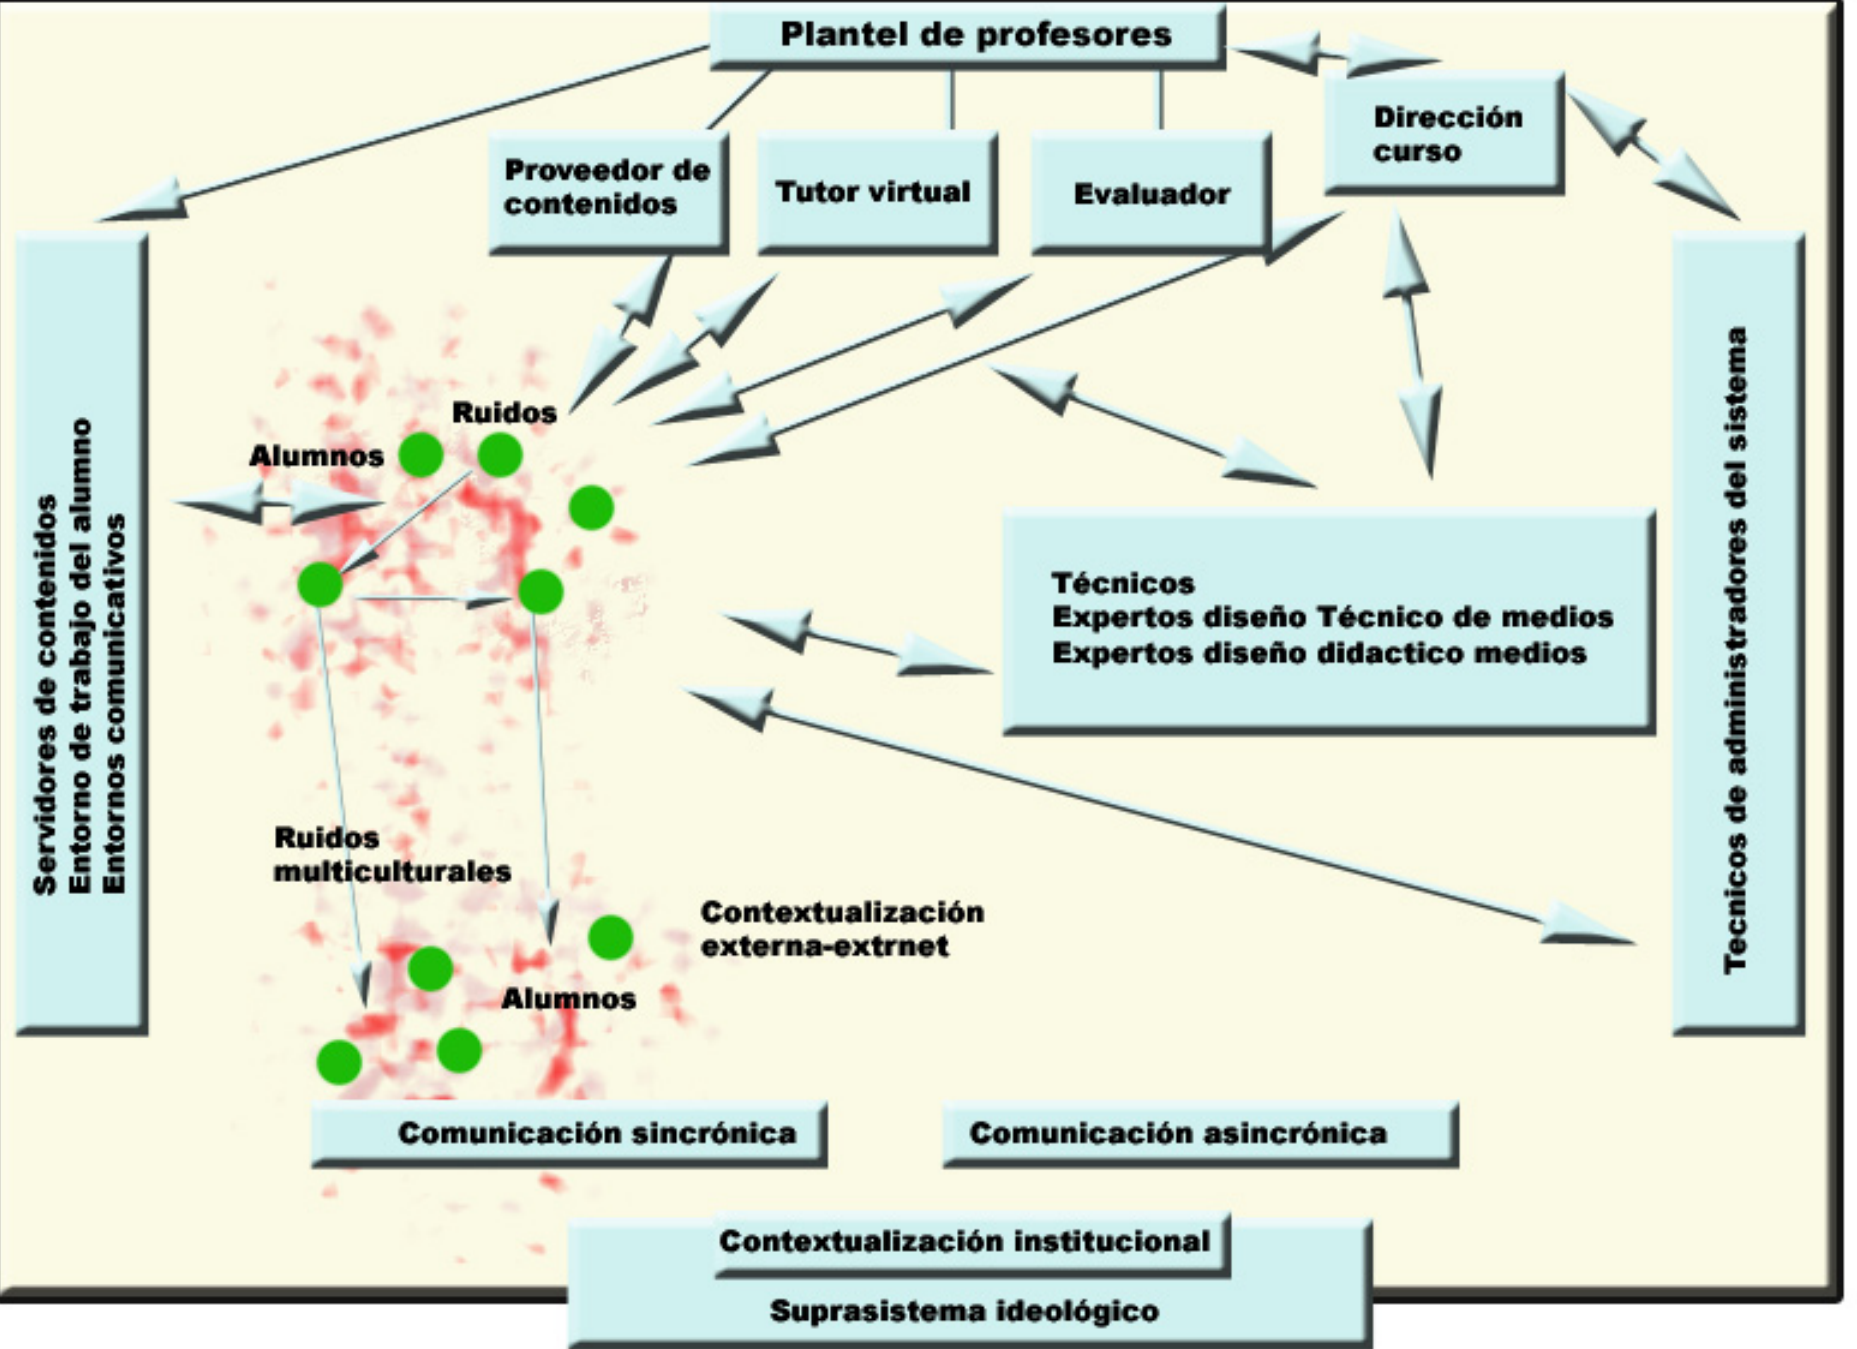 Plantel de profesores
Dirección
curso
Proveedor de
contenidos
Tutor virtual
Evaluador
Servidores de contenidos
Entorno de trabajo del alumno
Entornos comunicativos
Ruidos
Alumnos
Técnicos
Expertos diseño Técnico de medios
Expertos diseño didactico medios
Tecnicos de administradores del sistema
Ruidos
multiculturales
Contextualización
externa-extrnet
Alumnos
Comunicación sincrónica
Comunicación asincrónica
Contextualización institucional
Suprasistema ideológico